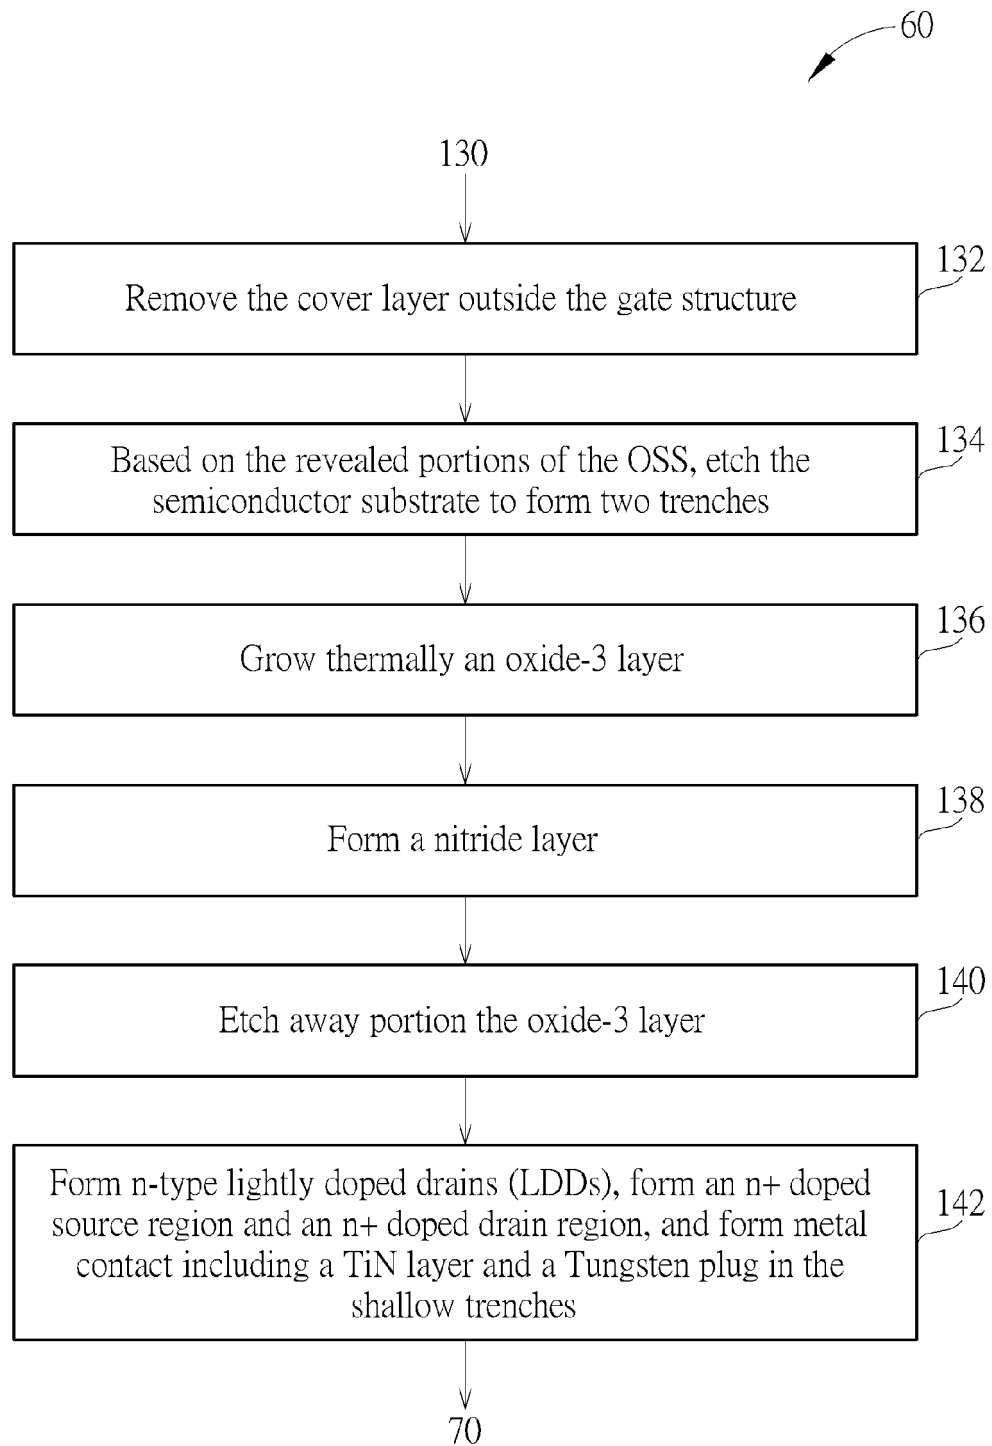 60
130
132
Remove the cover layer outside the gate structure
134
Based on the revealed portions of the OSS, etch the
semiconductor substrate to form two trenches
136
Grow thermally an oxide-3 layer
138
Form a nitride layer
140
Etch away portion the oxide-3 layer
142
Form n-type lightly doped drains (LDDs), form an n+ doped
source region and an n+ doped drain region, and form metal
contact including a TiN layer and a Tungsten plug in the
shallow trenches
70